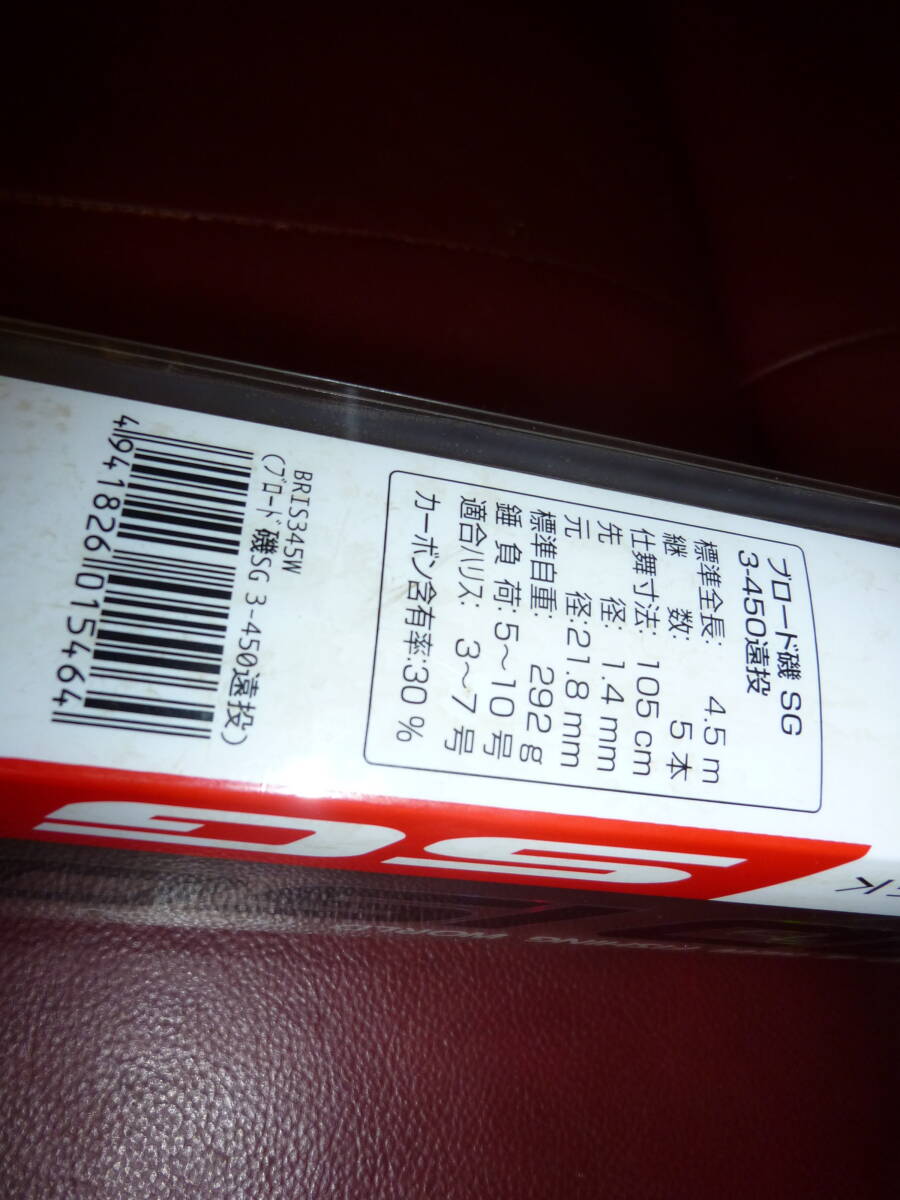 ブロード磯 SG
3-450遠投
標準全長: 4.5 m
継 数: 5 本
仕舞寸法: 105 cm
先 径: 1.4 mm
元 径:21.8 mm
標準自重: 292 g
錘 負 荷:5〜10 号
適合ハリス: 3〜7 号
カーボン含有率:30 %
BRIS345W
(ブロード磯SG 3-450遠投)
4941826015464
SG